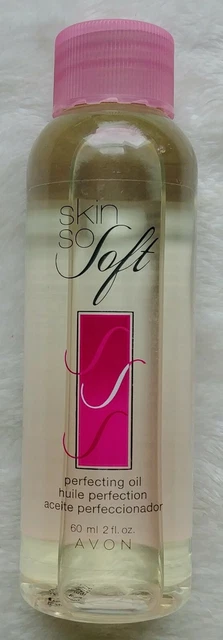 skin
so
Soft
perfecting oil
huile perfection
aceite perfeccionador
60 ml 2 fl. oz.
AVON